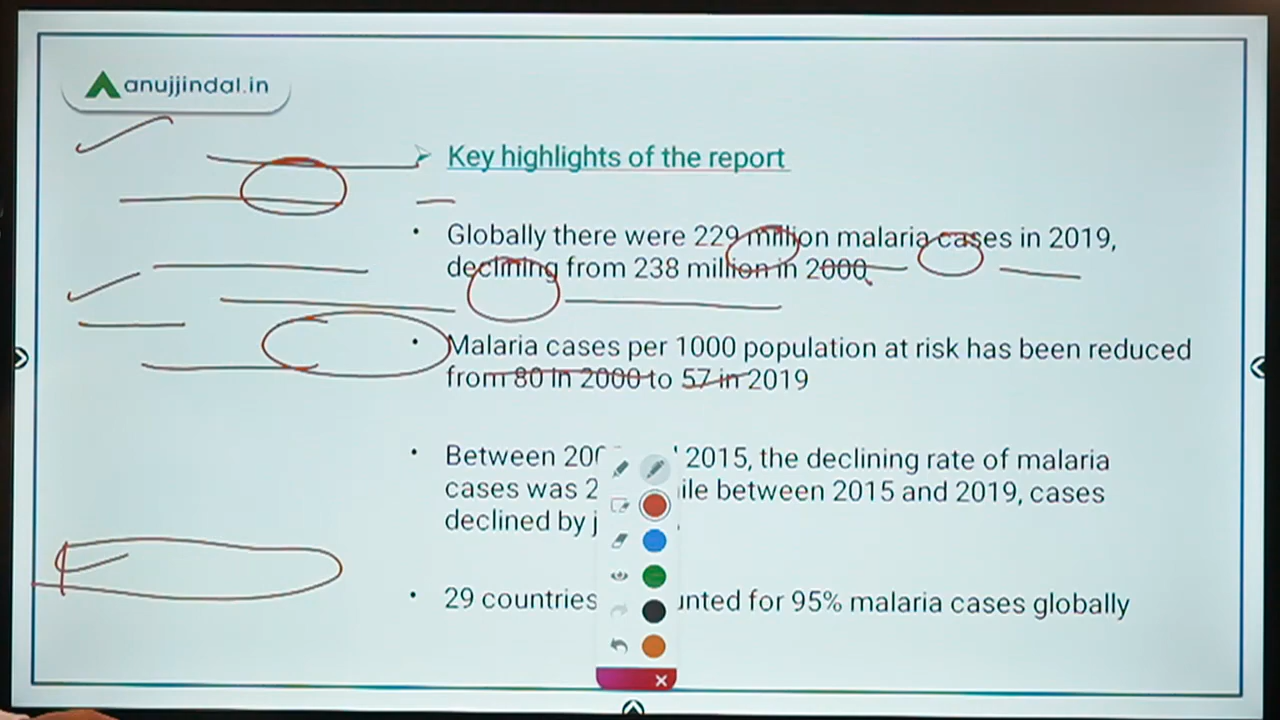 anujjindal.in
Key highlights of the report
• Globally there were 229 million malaria cases in 2019,
declining from 238 million in 2000.
• Malaria cases per 1000 population at risk has been reduced
from 80 in 2000 to 57 in 2019
• Between 2015, the declining rate of malaria
cases was between 2015 and 2019, cases
declined by
• 29 countries for 95% malaria cases globally